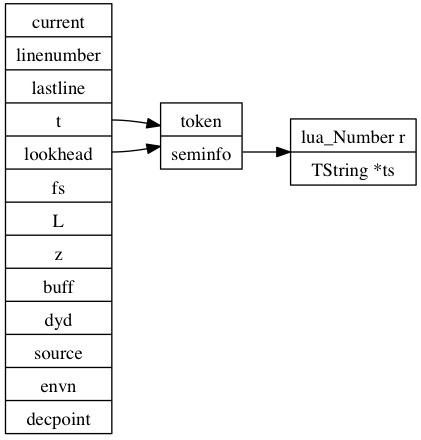 current
linenumber
lastline
t
lookhead
fs
L
z
buff
dyd
source
envn
decpoint
token
seminfo
lua_Number r
TString *ts